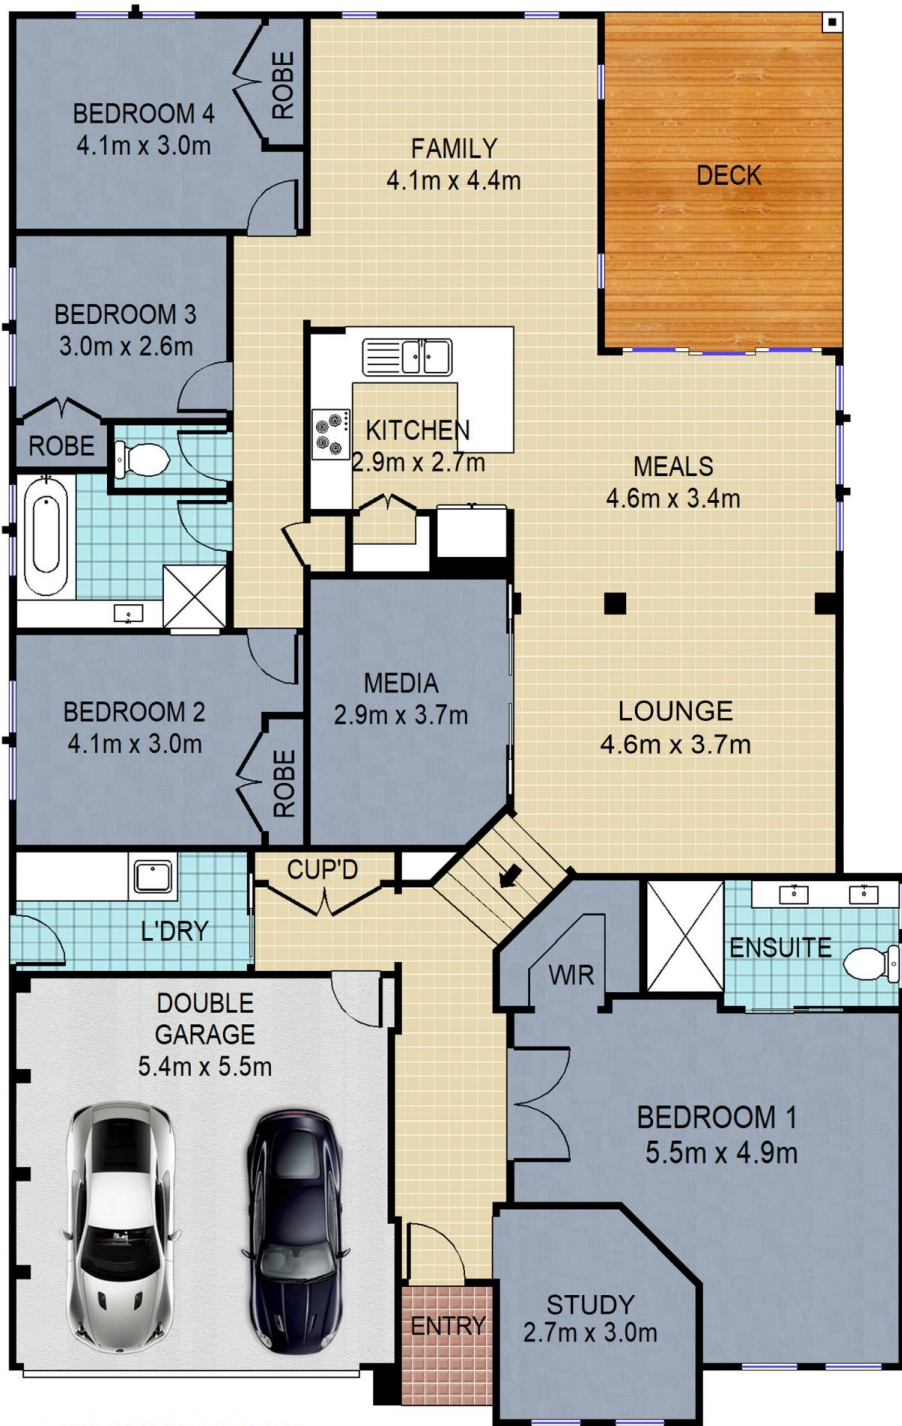 BEDROOM 4
4.1m x 3.0m
ROBE
FAMILY
4.1m x 4.4m
DECK
BEDROOM 3
3.0m x 2.6m
ROBE
KITCHEN
2.9m x 2.7m
MEALS
4.6m x 3.4m
BEDROOM 2
4.1m x 3.0m
ROBE
MEDIA
2.9m x 3.7m
LOUNGE
4.6m x 3.7m
CUP'D
L'DRY
WIR
ENSUITE
DOUBLE
GARAGE
5.4m x 5.5m
BEDROOM 1
5.5m x 4.9m
ENTRY
STUDY
2.7m x 3.0m